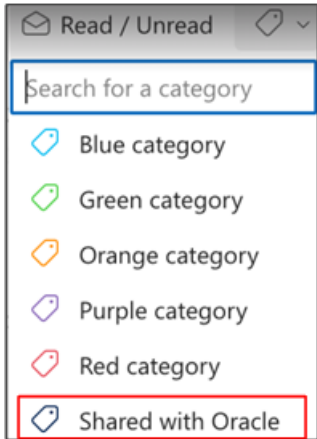 Read / Unread
Search for a category
Blue category
Green category
Orange category
Purple category
Red category
Shared with Oracle